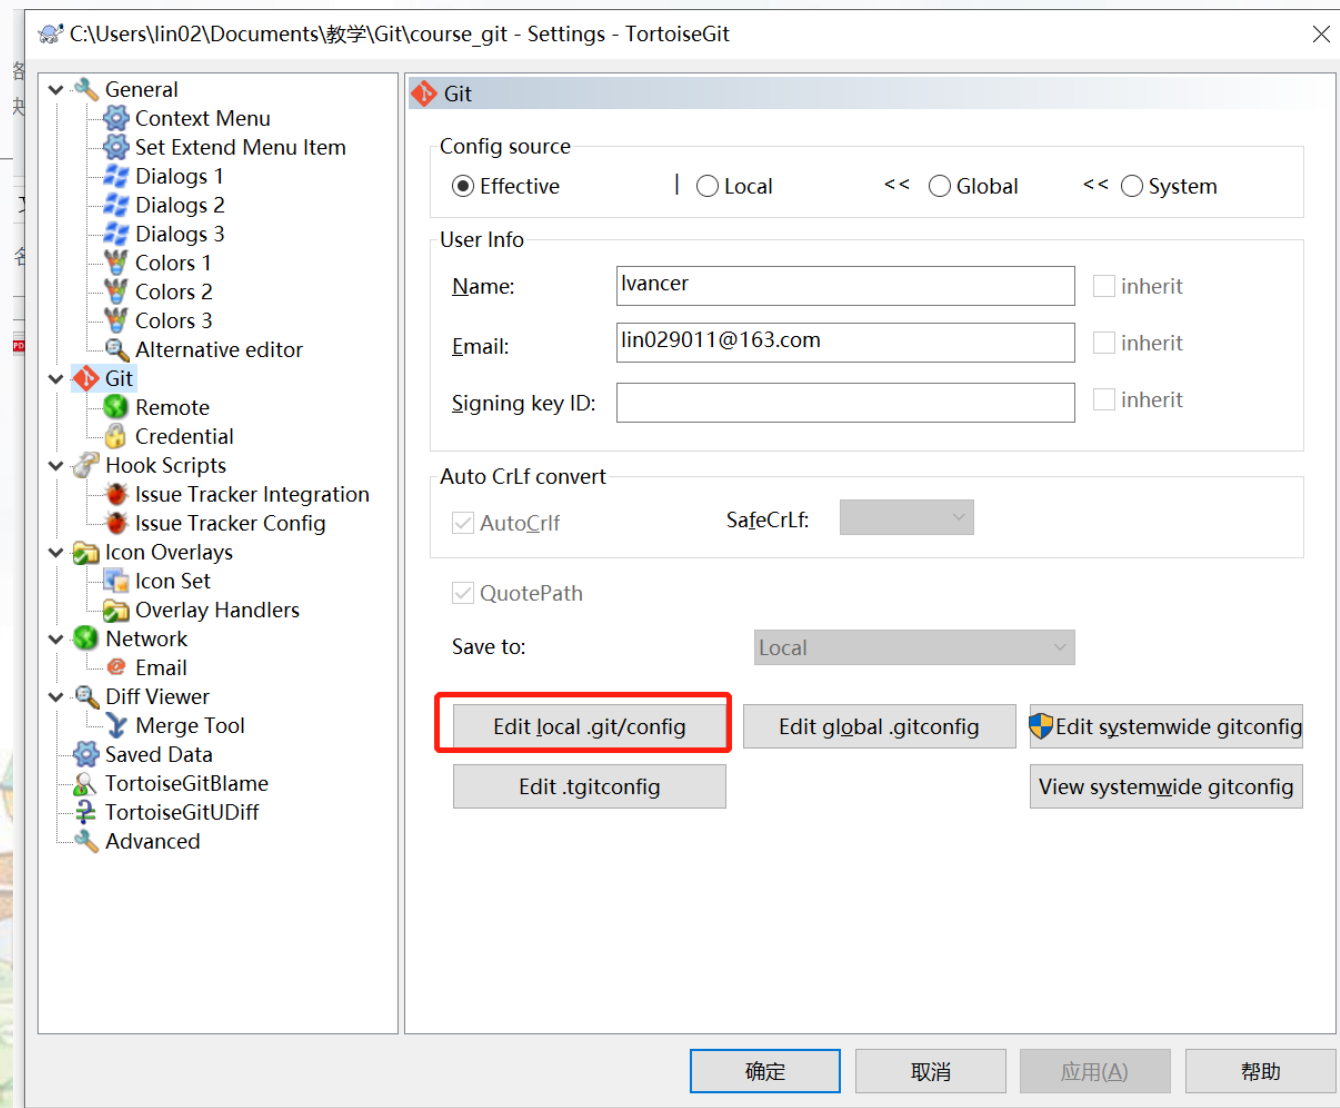 C:\Users\lin02\Documents\教学\Git\course_git - Settings - TortoiseGit
General
Context Menu
Set Extend Menu Item
Dialogs 1
Dialogs 2
Dialogs 3
Colors 1
Colors 2
Colors 3
Alternative editor
Git
Remote
Credential
Hook Scripts
Issue Tracker Integration
Issue Tracker Config
Icon Overlays
Icon Set
Overlay Handlers
Network
Email
Diff Viewer
Merge Tool
Saved Data
TortoiseGitBlame
TortoiseGitUDiff
Advanced
Git
Config source
Effective | Local << Global << System
User Info
Name: lvancer inherit
Email: lin029011@163.com inherit
Signing key ID: inherit
Auto CrLf convert
AutoCrlf SafeCrLf:
QuotePath
Save to: Local
Edit local .git/config Edit global .gitconfig Edit systemwide gitconfig
Edit .tgitconfig View systemwide gitconfig
确定 取消 应用(A) 帮助